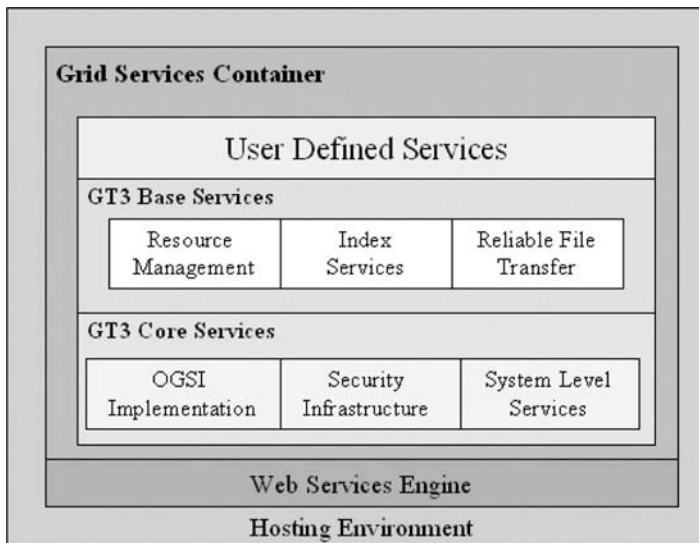 Grid Services Container
User Defined Services
GT3 Base Services
Resource
Management
Index
Services
Reliable File
Transfer
GT3 Core Services
OGSI
Implementation
Security
Infrastructure
System Level
Services
Web Services Engine
Hosting Environment